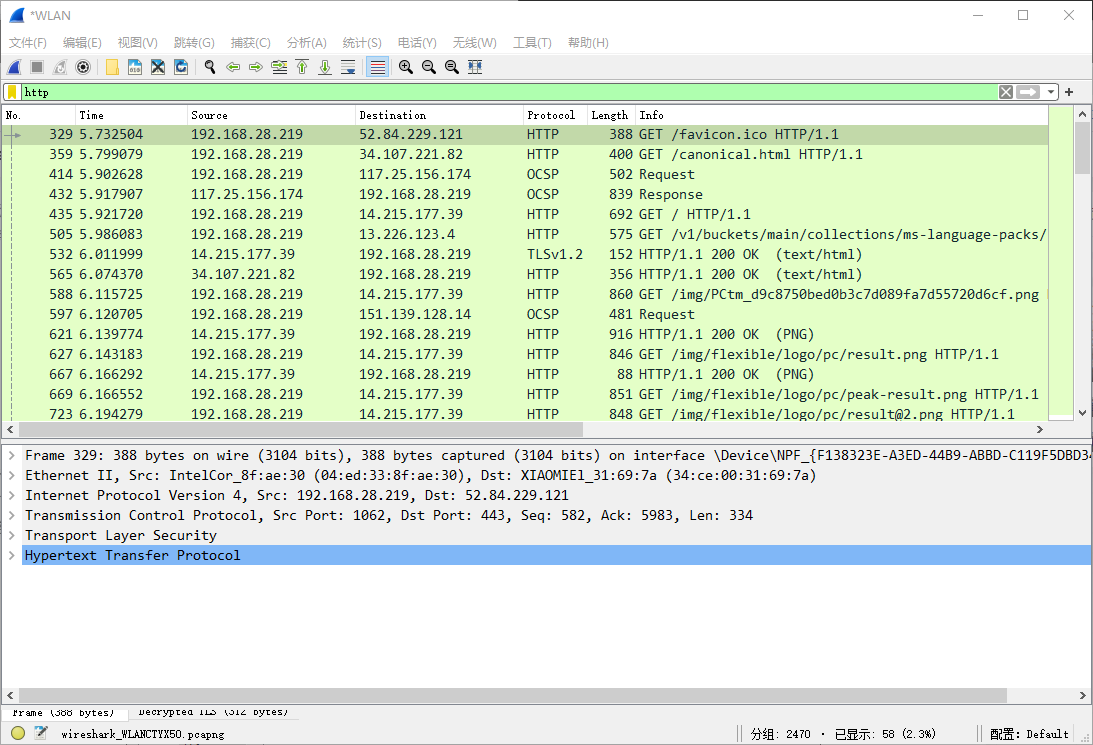 *WLAN
文件(F) 编辑(E) 视图(V) 跳转(G) 捕获(C) 分析(A) 统计(S) 电话(Y) 无线(W) 工具(T) 帮助(H)
http
No. Time Source Destination Protocol Length Info
329 5.732504 192.168.28.219 52.84.229.121 HTTP 388 GET /favicon.ico HTTP/1.1
359 5.799079 192.168.28.219 34.107.221.82 HTTP 400 GET /canonical.html HTTP/1.1
414 5.902628 192.168.28.219 117.25.156.174 OCSP 502 Request
432 5.917907 117.25.156.174 192.168.28.219 OCSP 839 Response
435 5.921720 192.168.28.219 14.215.177.39 HTTP 692 GET / HTTP/1.1
505 5.986083 192.168.28.219 13.226.123.4 HTTP 575 GET /v1/buckets/main/collections/ms-language-packs/
532 6.011999 14.215.177.39 192.168.28.219 TLSv1.2 152 HTTP/1.1 200 OK (text/html)
565 6.074370 34.107.221.82 192.168.28.219 HTTP 356 HTTP/1.1 200 OK (text/html)
588 6.115725 192.168.28.219 14.215.177.39 HTTP 860 GET /img/PCtm_d9c8750bed0b3c7d089fa7d55720d6cf.png
597 6.120705 192.168.28.219 151.139.128.14 OCSP 481 Request
621 6.139774 14.215.177.39 192.168.28.219 HTTP 916 HTTP/1.1 200 OK (PNG)
627 6.143183 192.168.28.219 14.215.177.39 HTTP 846 GET /img/flexible/logo/pc/result.png HTTP/1.1
667 6.166292 14.215.177.39 192.168.28.219 HTTP 88 HTTP/1.1 200 OK (PNG)
669 6.166552 192.168.28.219 14.215.177.39 HTTP 851 GET /img/flexible/logo/pc/peak-result.png HTTP/1.1
723 6.194279 192.168.28.219 14.215.177.39 HTTP 848 GET /img/flexible/logo/pc/result@2.png HTTP/1.1
Frame 329: 388 bytes on wire (3104 bits), 388 bytes captured (3104 bits) on interface \Device\NPF_{F138323E-A3ED-44B9-ABBD-C119F5DBD34
Ethernet II, Src: IntelCor_8f:ae:30 (04:ed:33:8f:ae:30), Dst: XIAOMIEl_31:69:7a (34:ce:00:31:69:7a)
Internet Protocol Version 4, Src: 192.168.28.219, Dst: 52.84.229.121
Transmission Control Protocol, Src Port: 1062, Dst Port: 443, Seq: 582, Ack: 5983, Len: 334
Transport Layer Security
Hypertext Transfer Protocol
Frame (388 bytes) Decrypted TLS (312 bytes)
wireshark_WLANCTYX50.pcapng 分组: 2470 · 已显示: 58 (2.3%) 配置: Default